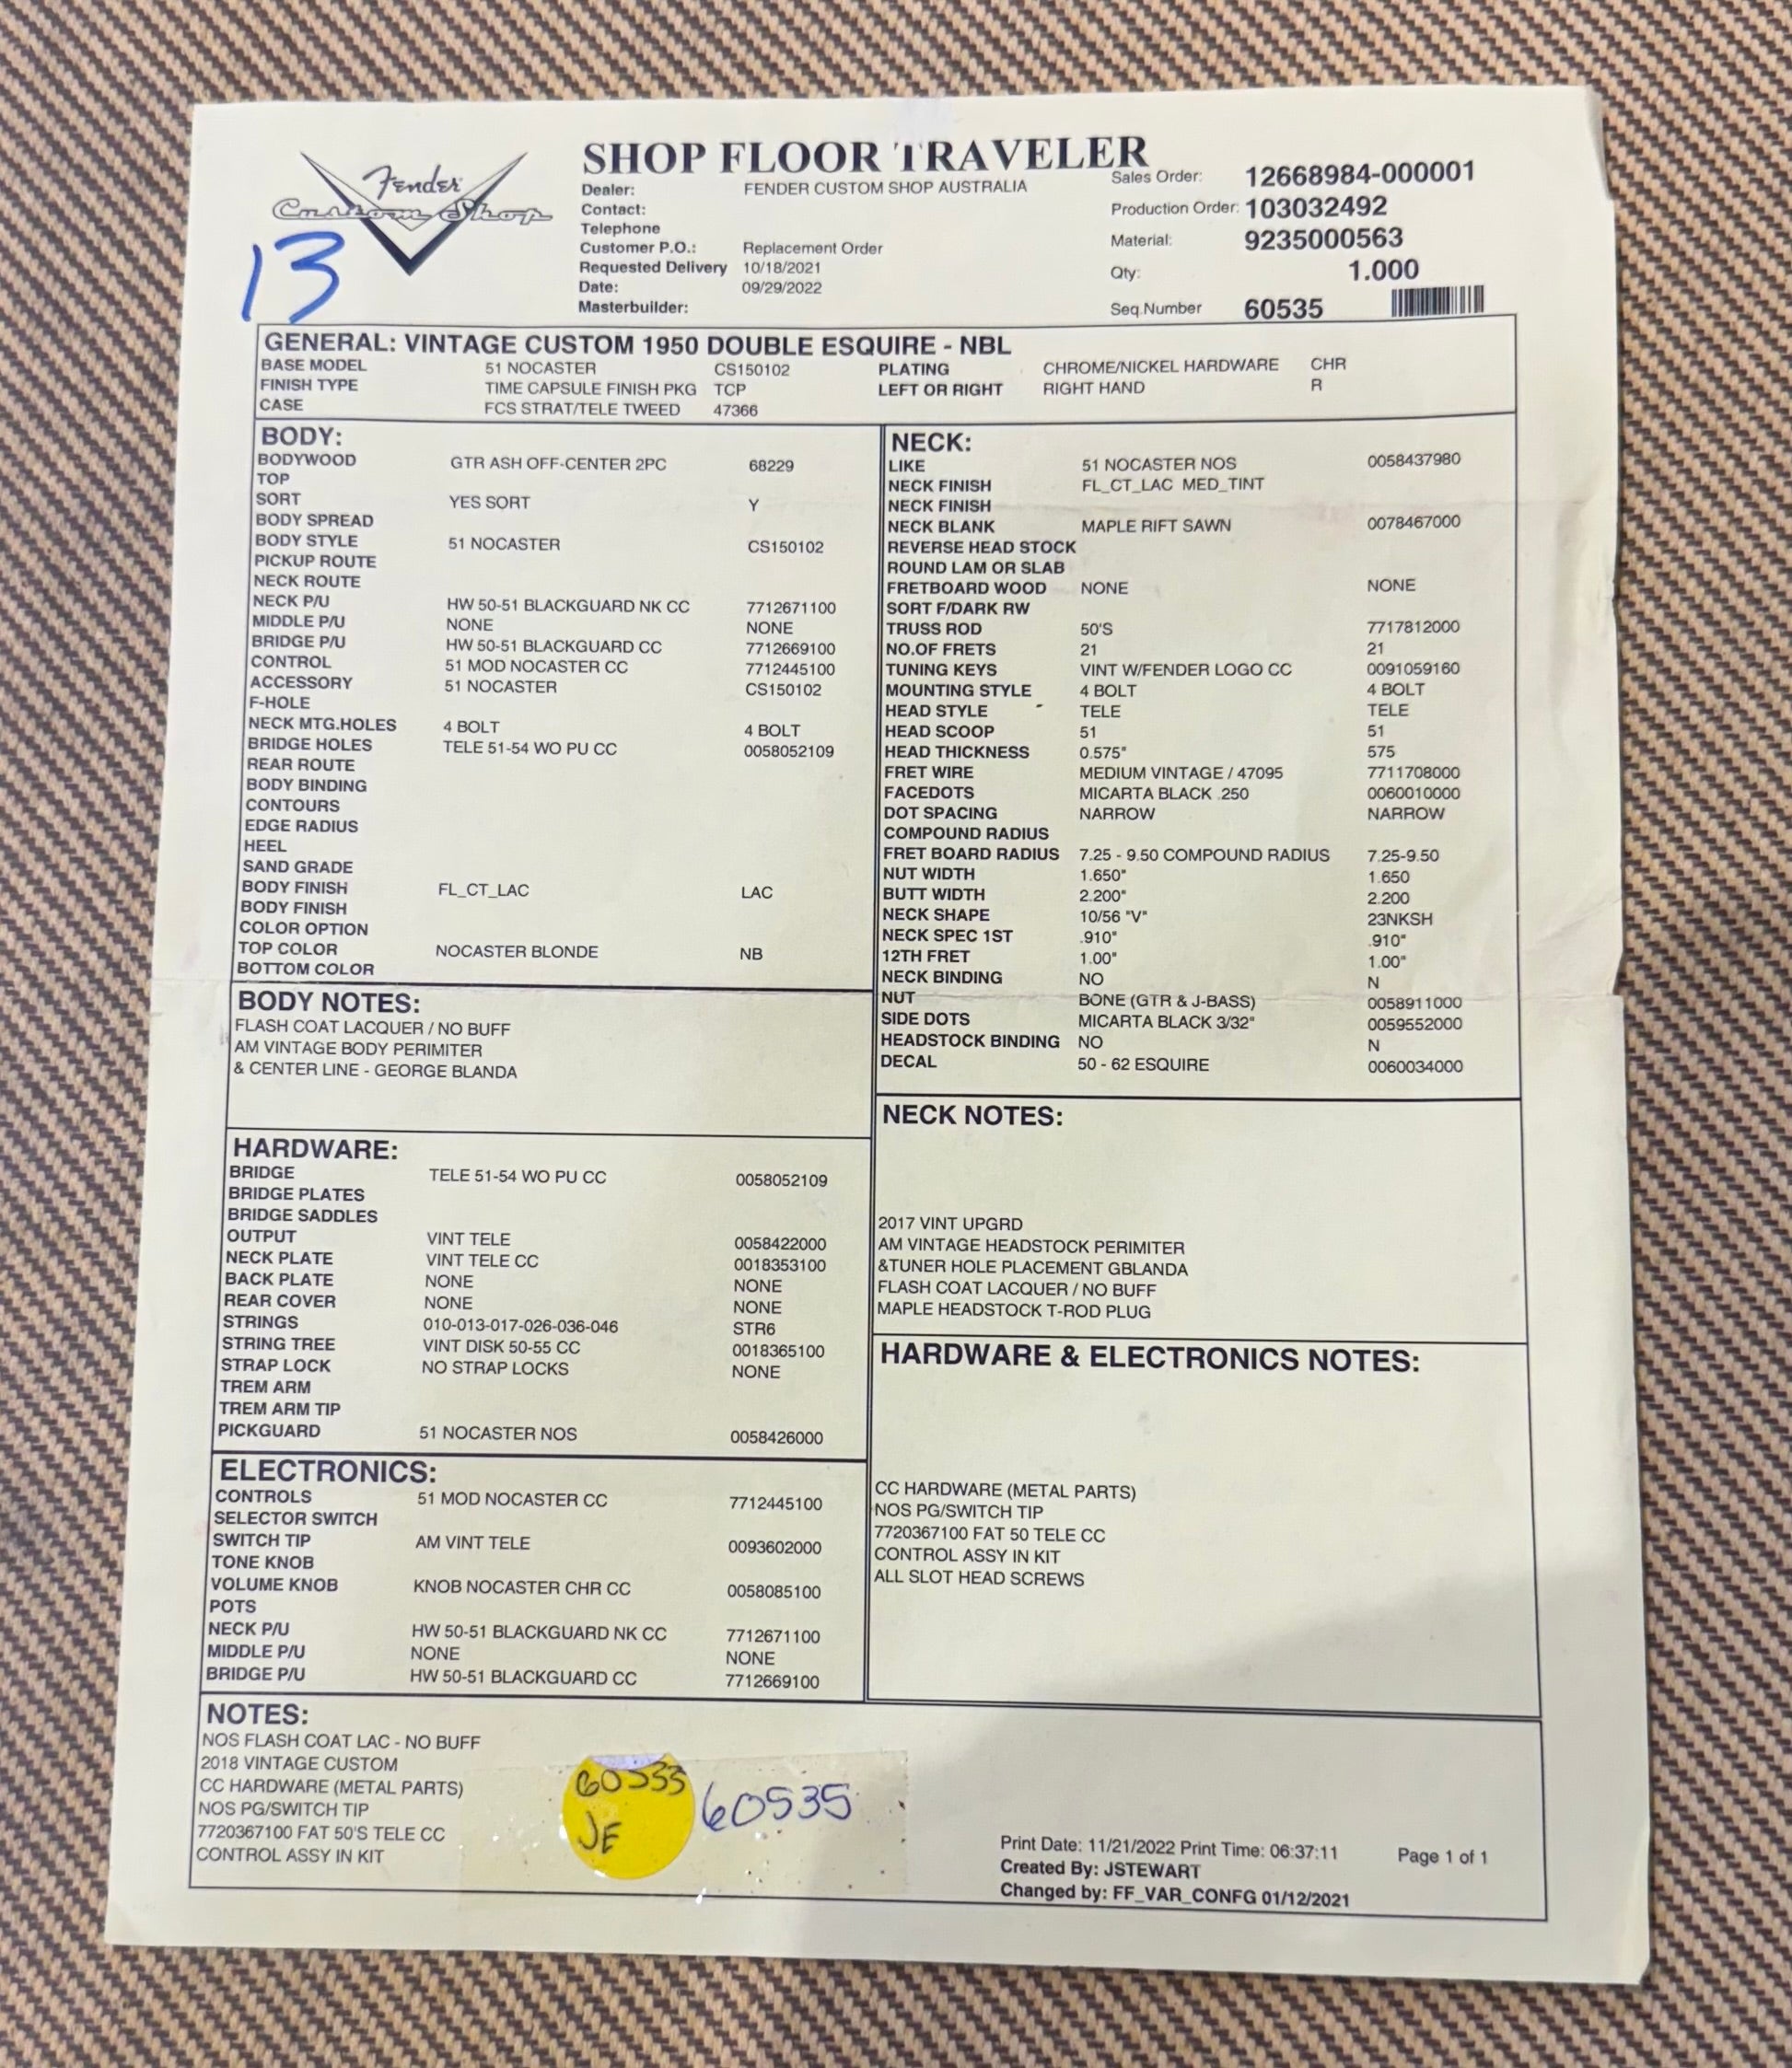 Fender
Custom Shop
13
SHOP FLOOR TRAVELER
Dealer: FENDER CUSTOM SHOP AUSTRALIA
Contact:
Telephone
Customer P.O.: Replacement Order
Requested Delivery 10/18/2021
Date: 09/29/2022
Masterbuilder:
Sales Order: 12668984-000001
Production Order: 103032492
Material: 9235000563
Qty: 1.000
Seq.Number 60535
GENERAL: VINTAGE CUSTOM 1950 DOUBLE ESQUIRE - NBL
BASE MODEL 51 NOCASTER CS150102 PLATING CHROME/NICKEL HARDWARE CHR
FINISH TYPE TIME CAPSULE FINISH PKG TCP LEFT OR RIGHT RIGHT HAND R
CASE FCS STRAT/TELE TWEED 47366
BODY:
BODYWOOD GTR ASH OFF-CENTER 2PC 68229
TOP
SORT YES SORT Y
BODY SPREAD
BODY STYLE 51 NOCASTER CS150102
PICKUP ROUTE
NECK ROUTE
NECK P/U HW 50-51 BLACKGUARD NK CC 7712671100
MIDDLE P/U NONE NONE
BRIDGE P/U HW 50-51 BLACKGUARD CC 7712669100
CONTROL 51 MOD NOCASTER CC 7712445100
ACCESSORY 51 NOCASTER CS150102
F-HOLE
NECK MTG.HOLES 4 BOLT 4 BOLT
BRIDGE HOLES TELE 51-54 WO PU CC 0058052109
REAR ROUTE
BODY BINDING
CONTOURS
EDGE RADIUS
HEEL
SAND GRADE
BODY FINISH FL_CT_LAC LAC
BODY FINISH
COLOR OPTION
TOP COLOR NOCASTER BLONDE NB
BOTTOM COLOR
BODY NOTES:
FLASH COAT LACQUER / NO BUFF
AM VINTAGE BODY PERIMITER
& CENTER LINE - GEORGE BLANDA
HARDWARE:
BRIDGE TELE 51-54 WO PU CC 0058052109
BRIDGE PLATES
BRIDGE SADDLES
OUTPUT VINT TELE 0058422000
NECK PLATE VINT TELE CC 0018353100
BACK PLATE NONE NONE
REAR COVER NONE NONE
STRINGS 010-013-017-026-036-046 STR6
STRING TREE VINT DISK 50-55 CC 0018365100
STRAP LOCK NO STRAP LOCKS NONE
TREM ARM
TREM ARM TIP
PICKGUARD 51 NOCASTER NOS 0058426000
ELECTRONICS:
CONTROLS 51 MOD NOCASTER CC 7712445100
SELECTOR SWITCH
SWITCH TIP AM VINT TELE 0093602000
TONE KNOB
VOLUME KNOB KNOB NOCASTER CHR CC 0058085100
POTS
NECK P/U HW 50-51 BLACKGUARD NK CC 7712671100
MIDDLE P/U NONE NONE
BRIDGE P/U HW 50-51 BLACKGUARD CC 7712669100
NECK:
LIKE 51 NOCASTER NOS 0058437980
NECK FINISH FL_CT_LAC MED_TINT
NECK FINISH
NECK BLANK MAPLE RIFT SAWN 0078467000
REVERSE HEAD STOCK
ROUND LAM OR SLAB
FRETBOARD WOOD NONE NONE
SORT F/DARK RW
TRUSS ROD 50'S 7717812000
NO.OF FRETS 21 21
TUNING KEYS VINT W/FENDER LOGO CC 0091059160
MOUNTING STYLE 4 BOLT 4 BOLT
HEAD STYLE TELE TELE
HEAD SCOOP 51 51
HEAD THICKNESS 0.575" 575
FRET WIRE MEDIUM VINTAGE / 47095 7711708000
FACEDOTS MICARTA BLACK .250 0060010000
DOT SPACING NARROW NARROW
COMPOUND RADIUS
FRET BOARD RADIUS 7.25 - 9.50 COMPOUND RADIUS 7.25-9.50
NUT WIDTH 1.650" 1.650
BUTT WIDTH 2.200" 2.200
NECK SHAPE 10/56 "V" 23NKSH
NECK SPEC 1ST .910" .910"
12TH FRET 1.00" 1.00"
NECK BINDING NO N
NUT BONE (GTR & J-BASS) 0058911000
SIDE DOTS MICARTA BLACK 3/32" 0059552000
HEADSTOCK BINDING NO N
DECAL 50 - 62 ESQUIRE 0060034000
NECK NOTES:
2017 VINT UPGRD
AM VINTAGE HEADSTOCK PERIMITER
&TUNER HOLE PLACEMENT GBLANDA
FLASH COAT LACQUER / NO BUFF
MAPLE HEADSTOCK T-ROD PLUG
HARDWARE & ELECTRONICS NOTES:
CC HARDWARE (METAL PARTS)
NOS PG/SWITCH TIP
7720367100 FAT 50 TELE CC
CONTROL ASSY IN KIT
ALL SLOT HEAD SCREWS
NOTES:
NOS FLASH COAT LAC - NO BUFF
2018 VINTAGE CUSTOM
CC HARDWARE (METAL PARTS)
NOS PG/SWITCH TIP
7720367100 FAT 50'S TELE CC
CONTROL ASSY IN KIT
JE
60535
Print Date: 11/21/2022 Print Time: 06:37:11 Page 1 of 1
Created By: JSTEWART
Changed by: FF_VAR_CONFG 01/12/2021